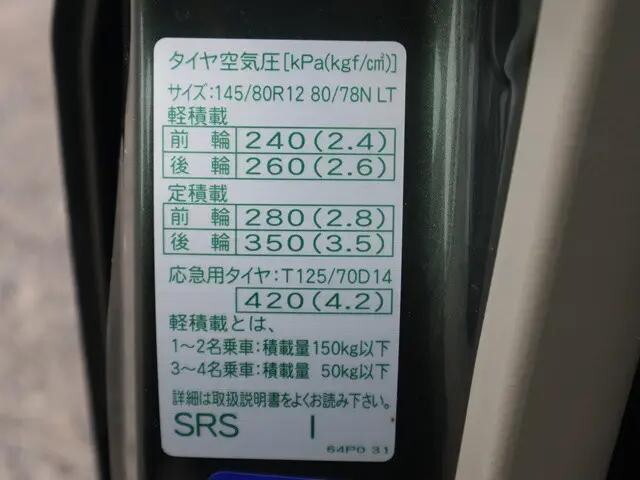 タイヤ空気圧[kPa(kgf/c㎡)]
サイズ:145/80R12 80/78N LT
軽積載
前 輪 240(2.4)
後 輪 260(2.6)
定積載
前 輪 280(2.8)
後 輪 350(3.5)
応急用タイヤ:T125/70D14
420(4.2)
軽積載とは、
1〜2名乗車:積載量150kg以下
3〜4名乗車:積載量 50kg以下
詳細は取扱説明書をよくお読み下さい。
SRS I
64P0 31